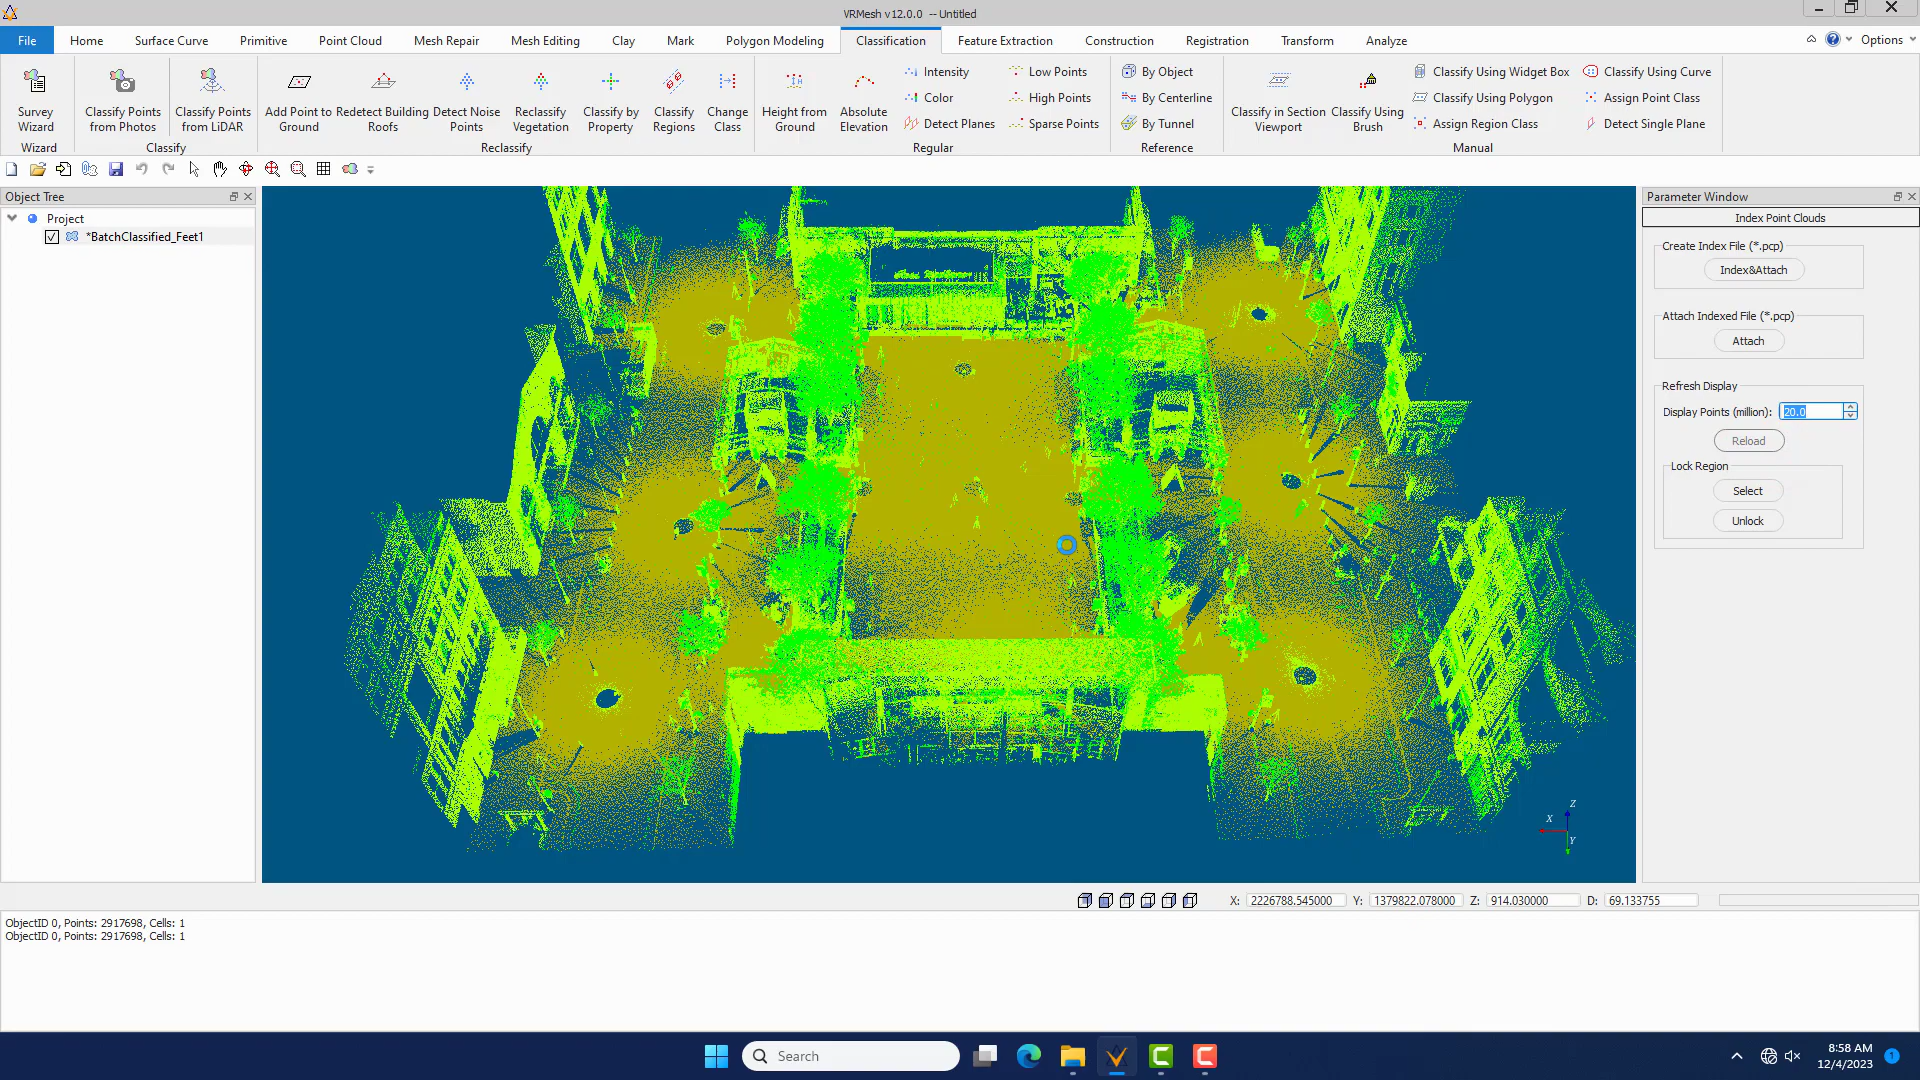 VRMesh v12.0.0 -- Untitled
File Home Surface Curve Primitive Point Cloud Mesh Repair Mesh Editing Clay Mark Polygon Modeling Classification Feature Extraction Construction Registration Transform Analyze Options
Survey Wizard
Wizard
Classify Points from Photos
Classify Points from LiDAR
Classify
Add Point to Ground
Redetect Building Roofs
Detect Noise Points
Reclassify Vegetation
Classify by Property
Classify Regions
Change Class
Reclassify
Height from Ground
Absolute Elevation
Intensity
Color
Detect Planes
Low Points
High Points
Sparse Points
Regular
By Object
By Centerline
By Tunnel
Reference
Classify in Section Viewport
Classify Using Brush
Classify Using Widget Box
Classify Using Polygon
Assign Region Class
Classify Using Curve
Assign Point Class
Detect Single Plane
Manual
Object Tree
Project
*BatchClassified_Feet1
Parameter Window
Index Point Clouds
Create Index File (*.pcp)
Index&Attach
Attach Indexed File (*.pcp)
Attach
Refresh Display
Display Points (million): 20.0
Reload
Lock Region
Select
Unlock
Z
X
Y
X: 2226788.545000 Y: 1379822.078000 Z: 914.030000 D: 69.133755
ObjectID 0, Points: 2917698, Cells: 1
ObjectID 0, Points: 2917698, Cells: 1
Search
8:58 AM
12/4/2023
1